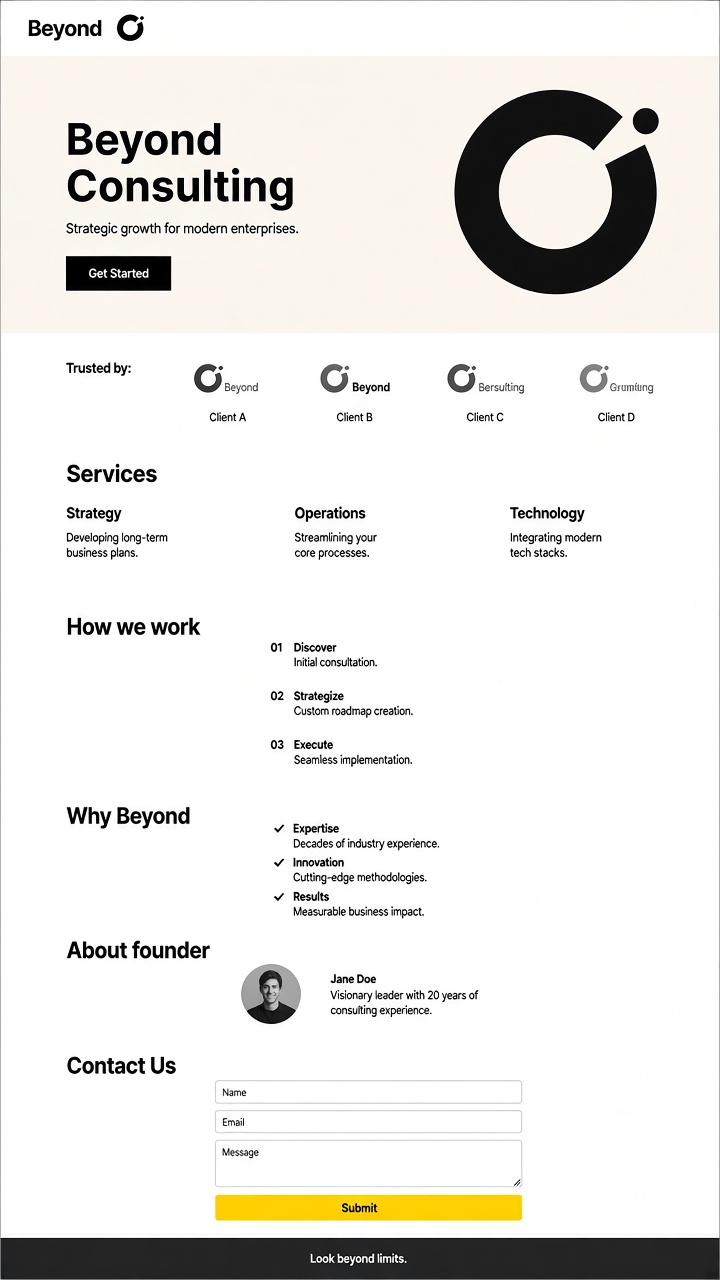 Beyond
Beyond
Consulting
Strategic growth for modern enterprises.
Get Started
Trusted by:
Beyond
Beyond
Bersulting
Client A
Client B
Client C
Client D
Services
Strategy
Operations
Technology
Developing long-term
business plans.
Streamlining your
core processes.
Integrating modern
tech stacks.
How we work
01 Discover
Initial consultation.
02 Strategize
Custom roadmap creation.
03 Execute
Seamless implementation.
Why Beyond
Expertise
Decades of industry experience.
Innovation
Cutting-edge methodologies.
Results
Measurable business impact.
About founder
Jane Doe
Visionary leader with 20 years of
consulting experience.
Contact Us
Name
Email
Message
Submit
Look beyond limits.